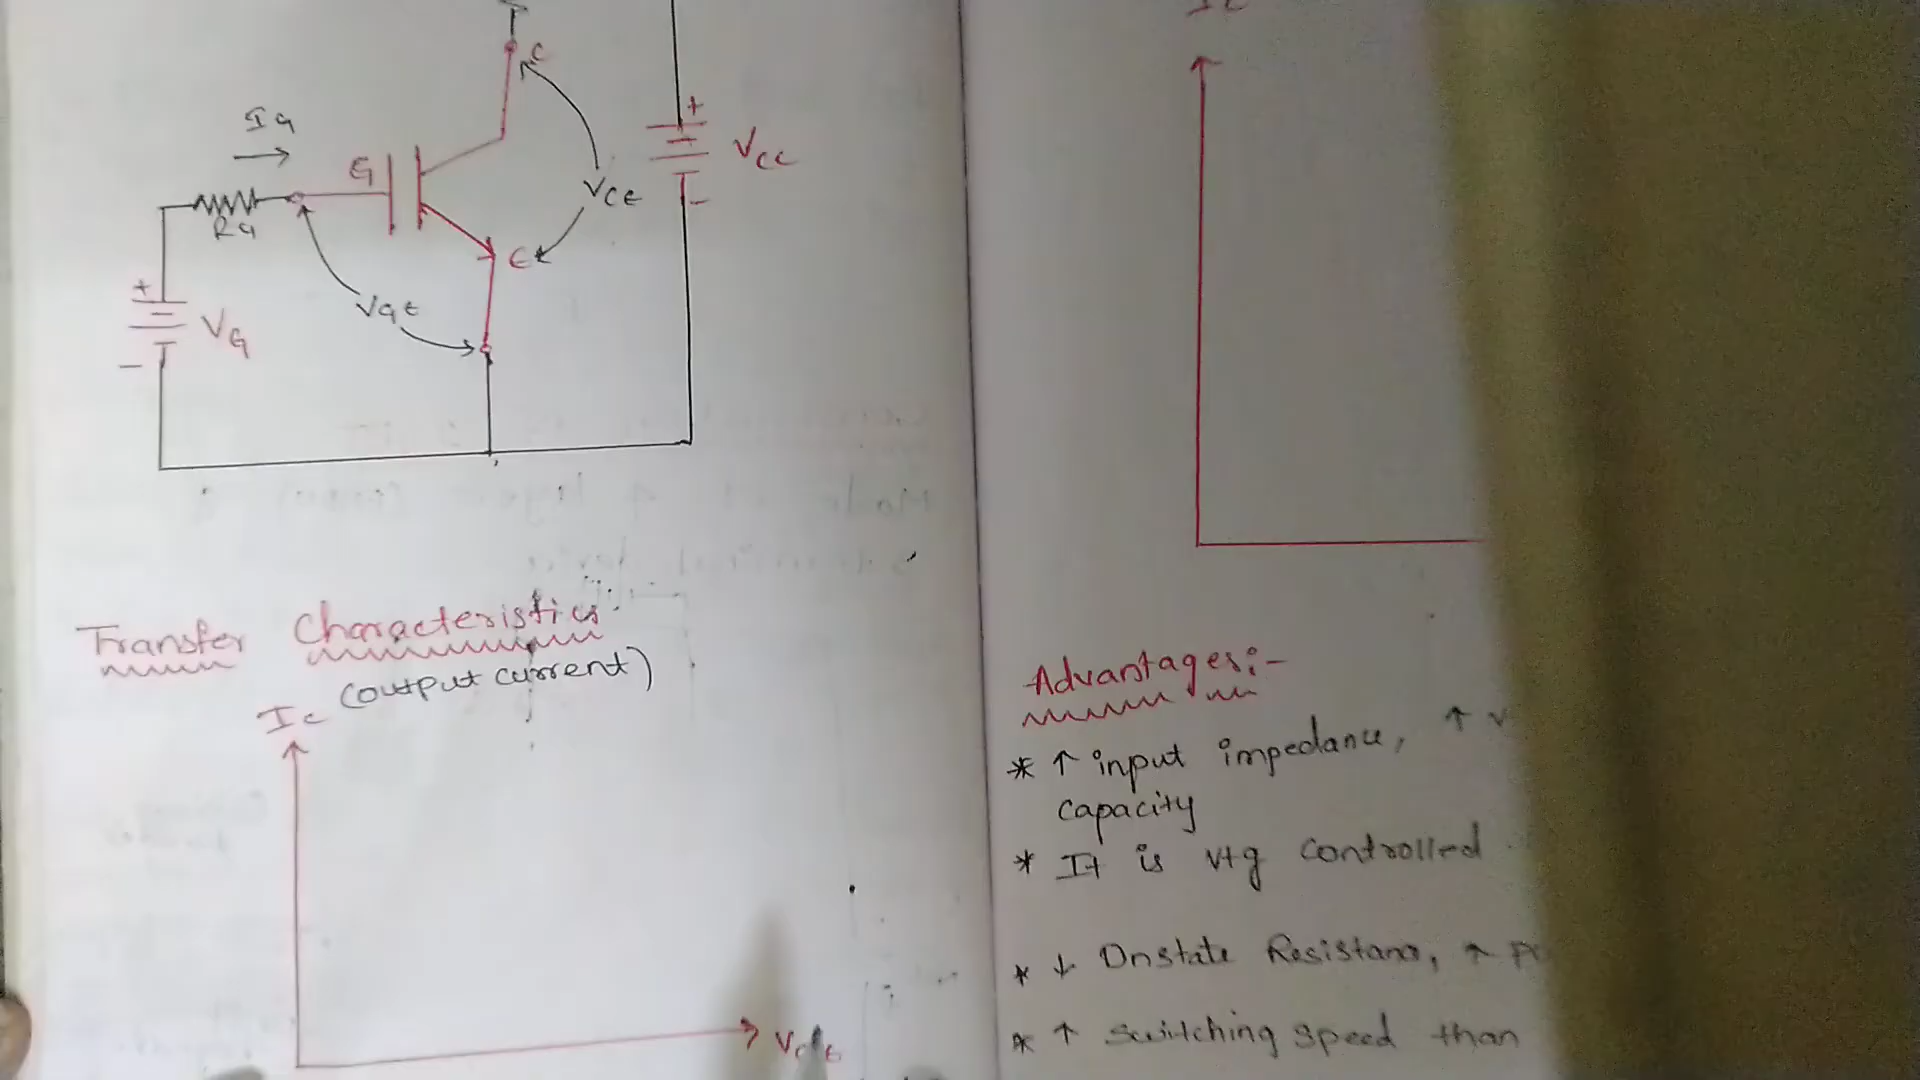 C
IG
G
+
VCC
VCE
RG
-
E
+
VGE
VG
-
Transfer Characteristics:
(output current)
Ic
Ic
Advantages:-
* ↑ input impedance, ↑
capacity
* It is vtg controlled
* ↓ Onstate Resistance, ↑
* ↑ Switching speed than